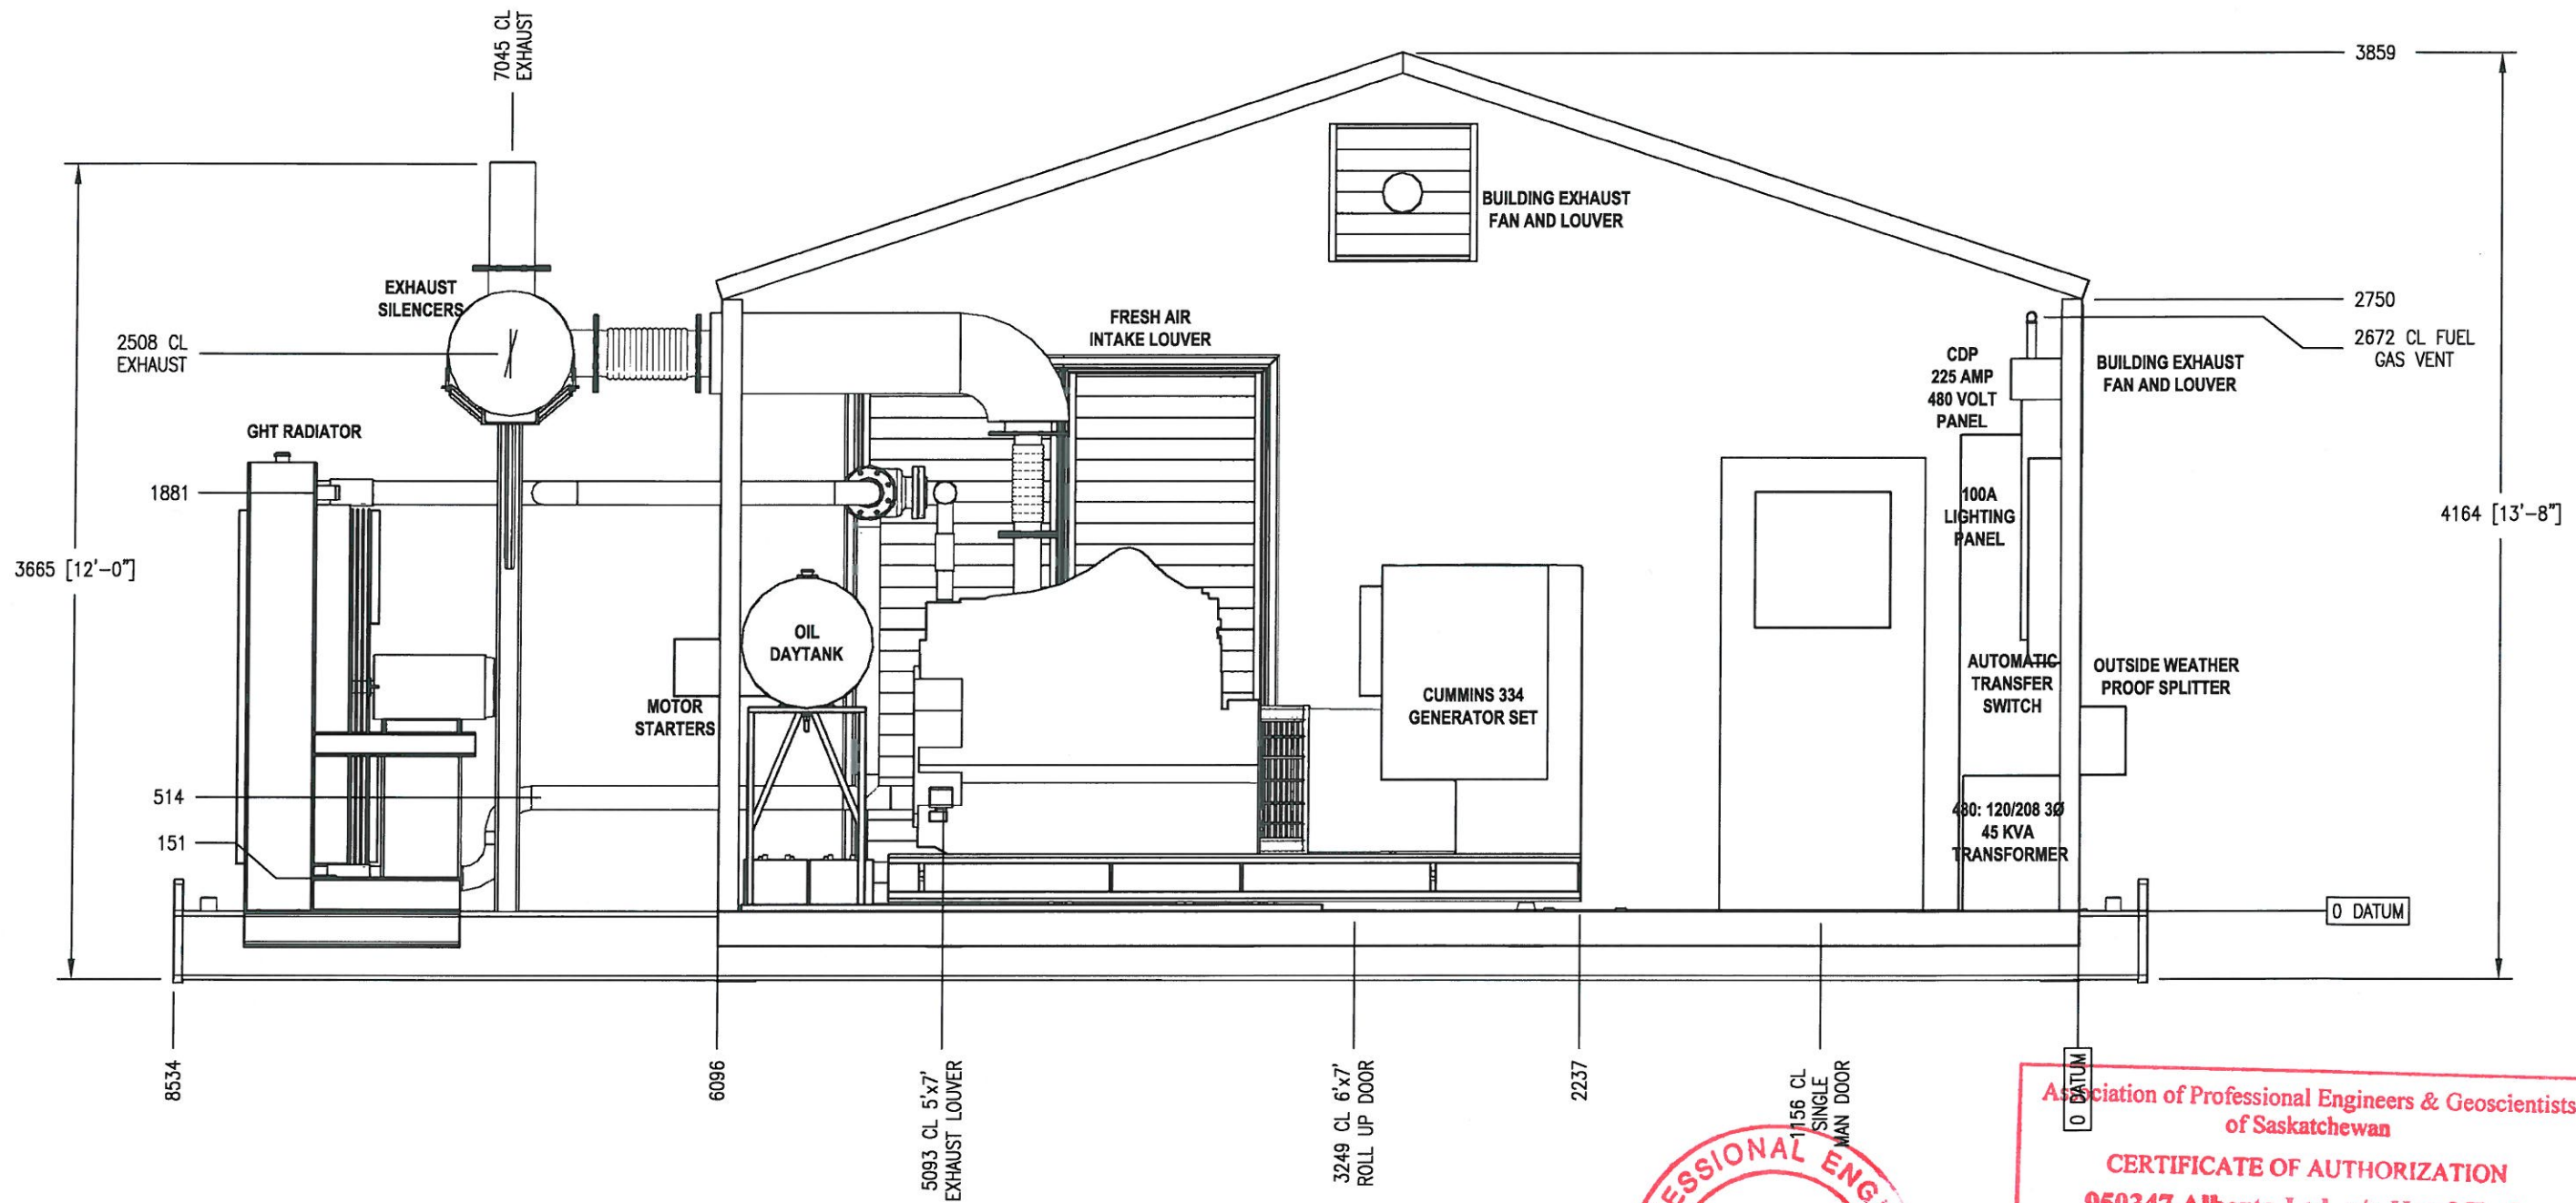 7045 CL
EXHAUST
3859
BUILDING EXHAUST
FAN AND LOUVER
EXHAUST
SILENCERS
2750
FRESH AIR
INTAKE LOUVER
2508 CL
EXHAUST
2672 CL FUEL
GAS VENT
CDP
225 AMP
480 VOLT
PANEL
BUILDING EXHAUST
FAN AND LOUVER
GHT RADIATOR
1881
100A
LIGHTING
PANEL
4164 [13'-8"]
3665 [12'-0"]
OIL
DAYTANK
AUTOMATIC
TRANSFER
SWITCH
OUTSIDE WEATHER
PROOF SPLITTER
MOTOR
STARTERS
CUMMINS 334
GENERATOR SET
514
151
480: 120/208 3Ø
45 KVA
TRANSFORMER
0 DATUM
8534
6096
5093 CL 5'x7'
EXHAUST LOUVER
3249 CL 6'x7'
ROLL UP DOOR
2237
1156 CL
SINGLE
MAN DOOR
0 DATUM
Association of Professional Engineers & Geoscientists
of Saskatchewan
CERTIFICATE OF AUTHORIZATION